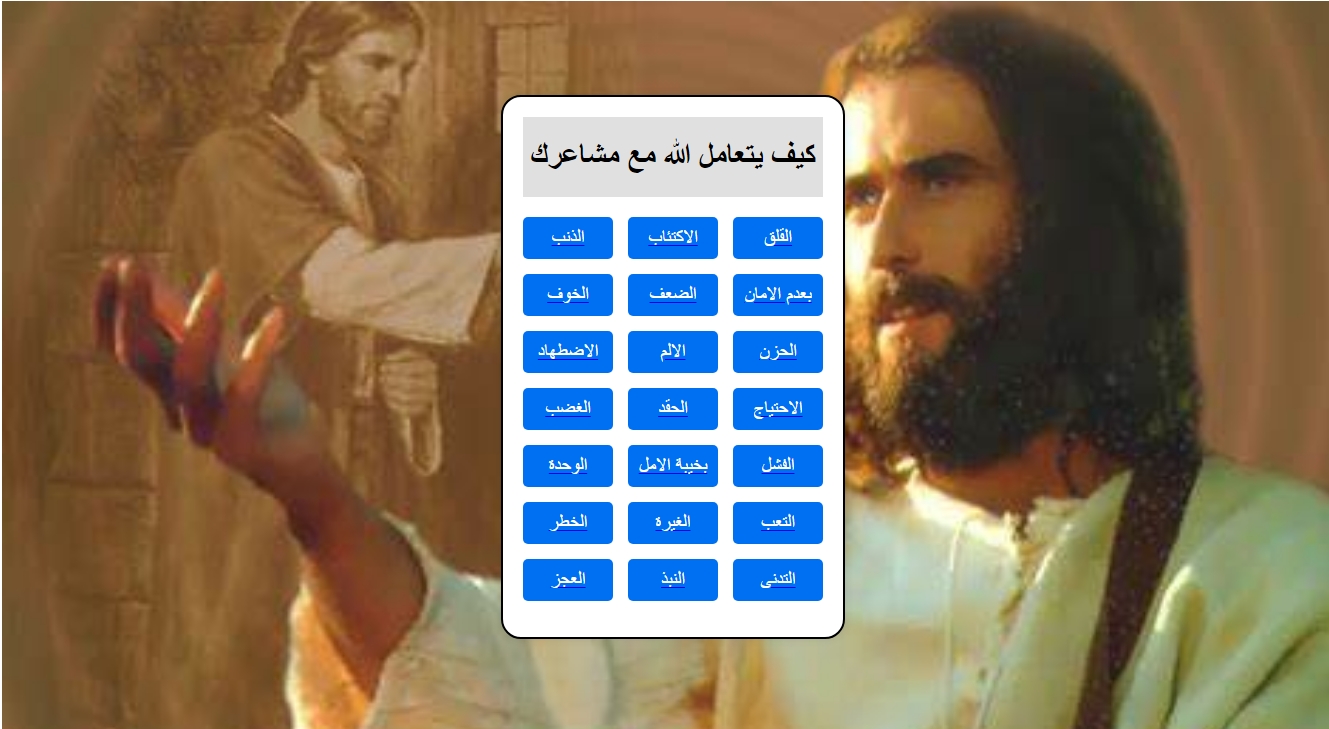 كيف يتعامل الله مع مشاعرك
القلق الاكتئاب الذنب
بعدم الامان الضعف الخوف
الحزن الالم الاضطهاد
الاحتياج الحقد الغضب
الفشل بخيبة الامل الوحدة
التعب الغيرة الخطر
التدنى النبذ العجز